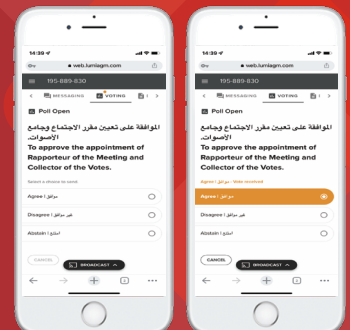 14:39
web.lumiagm.com
195-889-830
MESSAGING
VOTING
Poll Open
الموافقة على تعيين مقرر الاجتماع وجامع
الأصوات.
To approve the appointment of
Rapporteur of the Meeting and
Collector of the Votes.
Select a choice to send
Agree | موافق
Disagree | غير موافق
Abstain | امتنع
CANCEL
BROADCAST
14:39
web.lumiagm.com
195-889-830
MESSAGING
VOTING
Poll Open
الموافقة على تعيين مقرر الاجتماع وجامع
الأصوات.
To approve the appointment of
Rapporteur of the Meeting and
Collector of the Votes.
Agree | موافق - Vote received
Agree | موافق
Disagree | غير موافق
Abstain | امتنع
CANCEL
BROADCAST